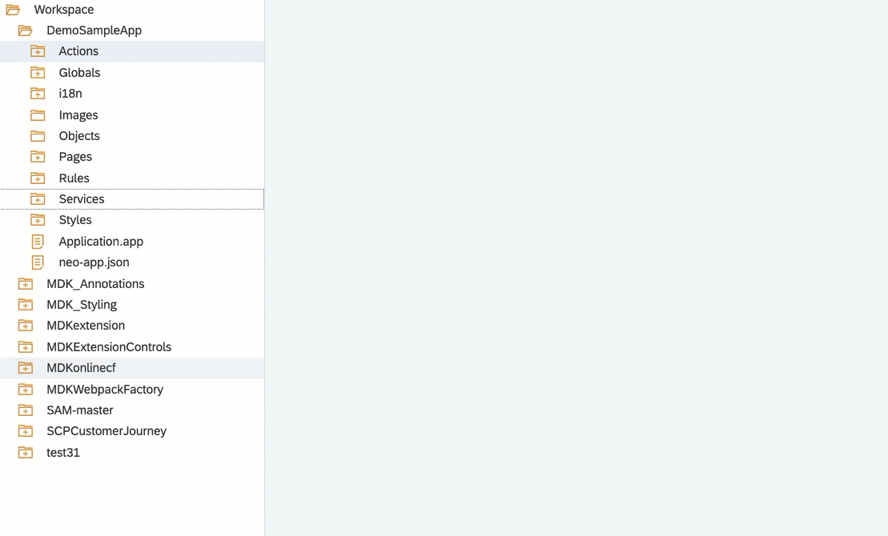 Workspace
DemoSampleApp
Actions
Globals
i18n
Images
Objects
Pages
Rules
Services
Styles
Application.app
neo-app.json
MDK_Annotations
MDK_Styling
MDKextension
MDKExtensionControls
MDKonlinecf
MDKWebpackFactory
SAM-master
SCPCustomerJourney
test31